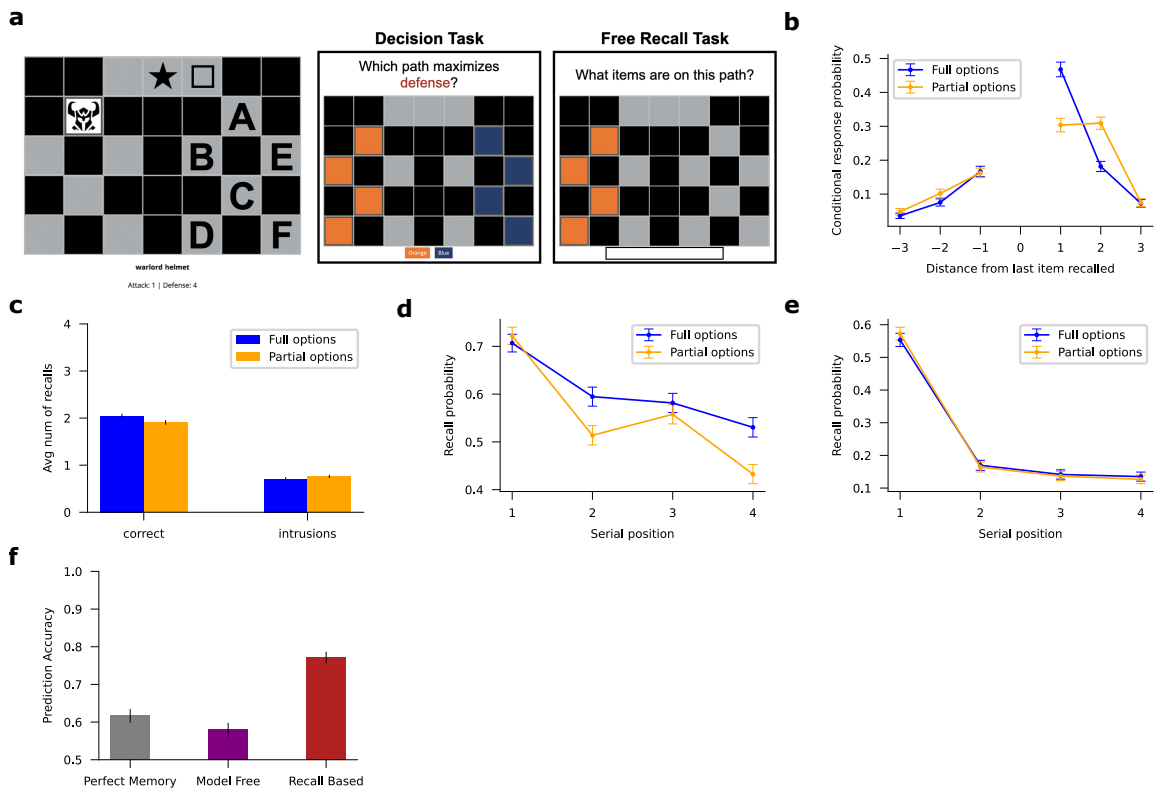 a
A
B
E
C
D
F
warlord helmet
Attack: 1 | Defense: 4
Decision Task
Which path maximizes
defense?
Orange
Blue
Free Recall Task
What items are on this path?
b
Conditional response probability
0.5
0.4
0.3
0.2
0.1
Full options
Partial options
−3
−2
−1
0
1
2
3
Distance from last item recalled
c
Avg num of recalls
4
3
2
1
0
Full options
Partial options
correct
intrusions
d
Recall probability
0.7
0.6
0.5
0.4
Full options
Partial options
1
2
3
4
Serial position
e
Recall probability
0.6
0.5
0.4
0.3
0.2
0.1
Full options
Partial options
1
2
3
4
Serial position
f
Prediction Accuracy
1.0
0.9
0.8
0.7
0.6
0.5
Perfect Memory
Model Free
Recall Based